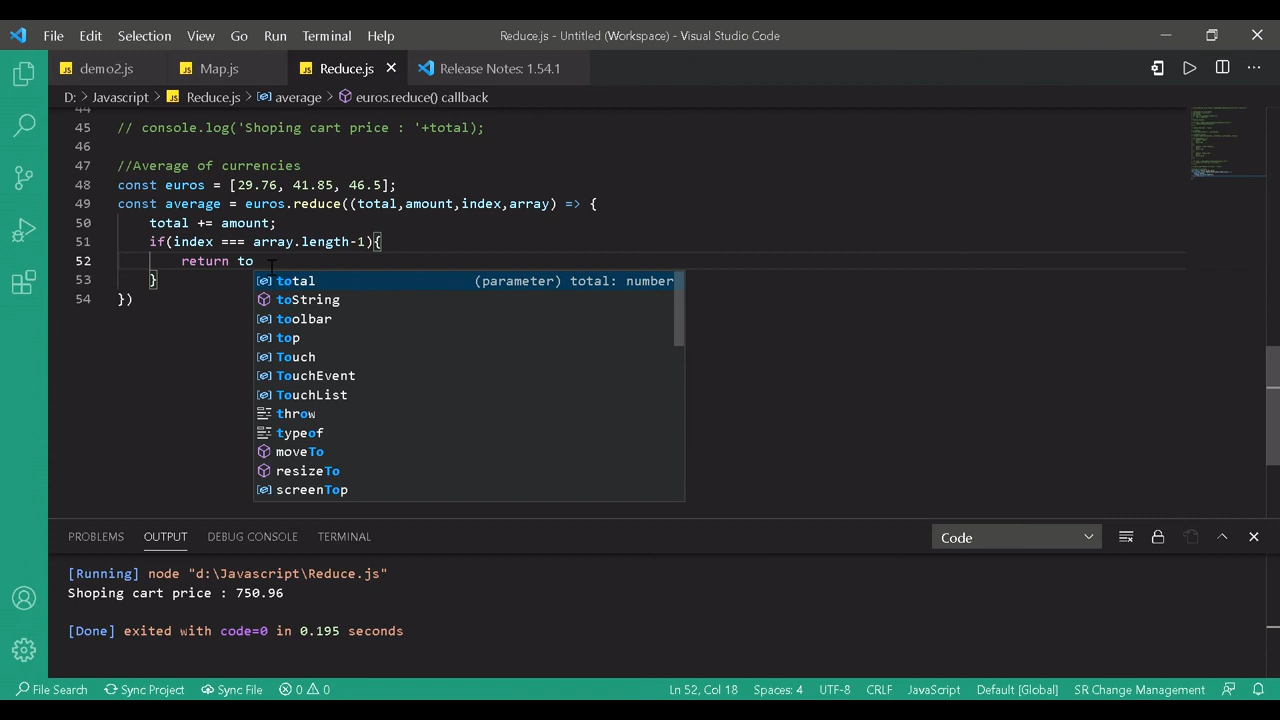 File Edit Selection View Go Run Terminal Help Reduce.js - Untitled (Workspace) - Visual Studio Code
JS demo2.js JS Map.js JS Reduce.js Release Notes: 1.54.1
D: > Javascript > JS Reduce.js > average > euros.reduce() callback
44
45 // console.log('Shoping cart price : '+total);
46
47 //Average of currencies
48 const euros = [29.76, 41.85, 46.5];
49 const average = euros.reduce((total,amount,index,array) => {
50 total += amount;
51 if(index === array.length-1){
52 return to
53 }
54 })
total (parameter) total: number
toString
toolbar
top
Touch
TouchEvent
TouchList
throw
typeof
moveTo
resizeTo
screenTop
PROBLEMS OUTPUT DEBUG CONSOLE TERMINAL Code
[Running] node "d:\Javascript\Reduce.js"
Shoping cart price : 750.96
[Done] exited with code=0 in 0.195 seconds
File Search Sync Project Sync File 0 0 Ln 52, Col 18 Spaces: 4 UTF-8 CRLF JavaScript Default [Global] SR Change Management